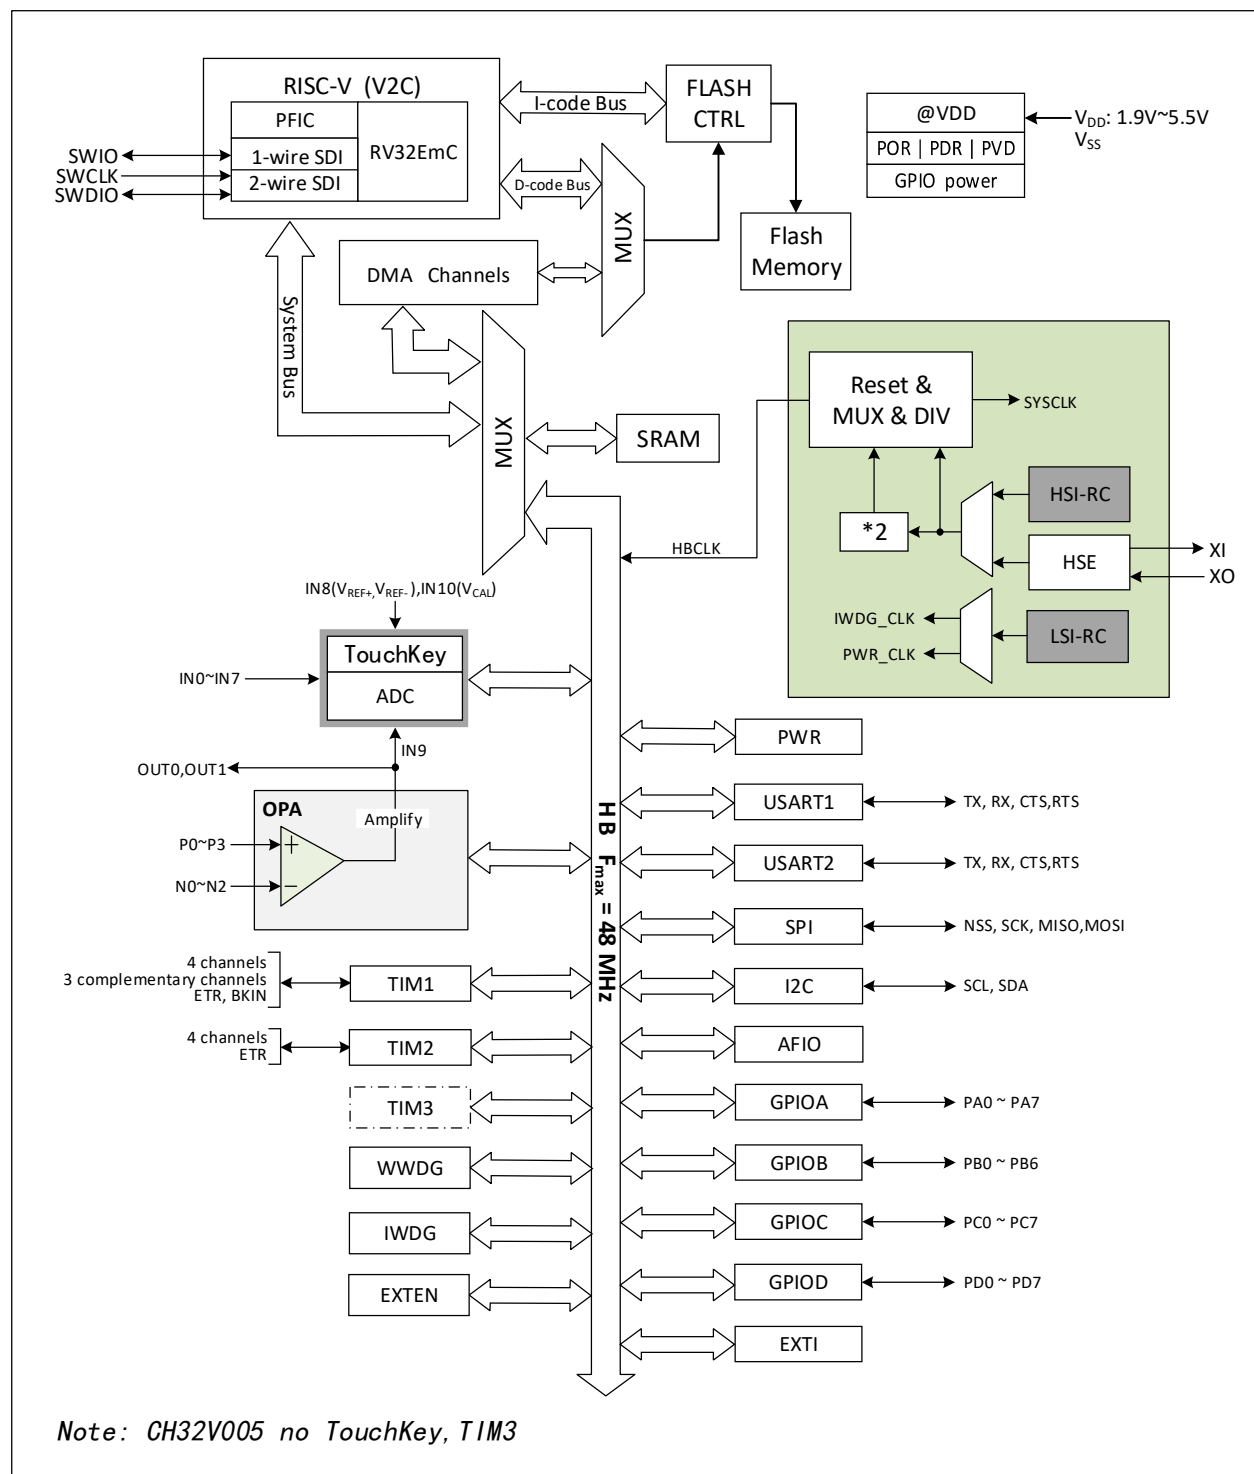 RISC-V (V2C)
PFIC
1-wire SDI
2-wire SDI
RV32EmC
SWIO
SWCLK
SWDIO
I-code Bus
D-code Bus
FLASH
CTRL
MUX
Flash
Memory
@VDD
POR | PDR | PVD
GPIO power
VDD: 1.9V~5.5V
VSS
DMA Channels
System Bus
MUX
SRAM
Reset &
MUX & DIV
SYSCLK
*2
HSI-RC
HSE
XI
XO
HBCLK
IWDG_CLK
PWR_CLK
LSI-RC
IN8(VREF+,VREF-),IN10(VCAL)
TouchKey
ADC
IN0~IN7
IN9
OUT0,OUT1
OPA
Amplify
P0~P3
+
N0~N2
−
HB Fmax = 48 MHz
4 channels
3 complementary channels
ETR, BKIN
TIM1
4 channels
ETR
TIM2
TIM3
WWDG
IWDG
EXTEN
PWR
USART1
TX, RX, CTS,RTS
USART2
TX, RX, CTS,RTS
SPI
NSS, SCK, MISO,MOSI
I2C
SCL, SDA
AFIO
GPIOA
PA0 ~ PA7
GPIOB
PB0 ~ PB6
GPIOC
PC0 ~ PC7
GPIOD
PD0 ~ PD7
EXTI
Note: CH32V005 no TouchKey, TIM3